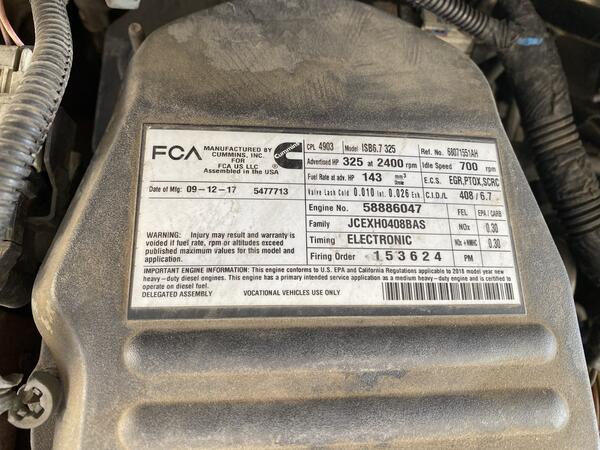 FCA
MANUFACTURED BY
CUMMINS, INC.
FOR
FCA US LLC
Assembled in the USA
Cummins
®
CPL 4903 Model ISB6.7 325 Ref. No. 68071551AH
Advertised HP 325 at 2400 rpm Idle Speed 700 rpm
Fuel Rate at adv. HP 143 mm³ E.C.S. EGR,PTOX,SCRC
Date of Mfg: 09-12-17 5477713
Valve Lash Cold 0.010 Int. 0.026 Exh. C.I.D./L 408 / 6.7
Engine No. 58886047 FEL EPA / CARB
Family JCEXH0408BAS NOx 0.30
Timing ELECTRONIC NOx + NMHC 0.30
Firing Order 153624 PM
WARNING: INJURY may result and warranty is
voided if fuel rate, rpm or altitudes exceed
published maximum values for this model and
application.
IMPORTANT ENGINE INFORMATION: This engine conforms to U.S. EPA and California Regulations applicable to 2018 model year new
heavy-duty diesel engines. This engine has a primary intended service application as a medium heavy-duty engine and is certified to
operate on diesel fuel.
DELEGATED ASSEMBLY VOCATIONAL VEHICLES USE ONLY